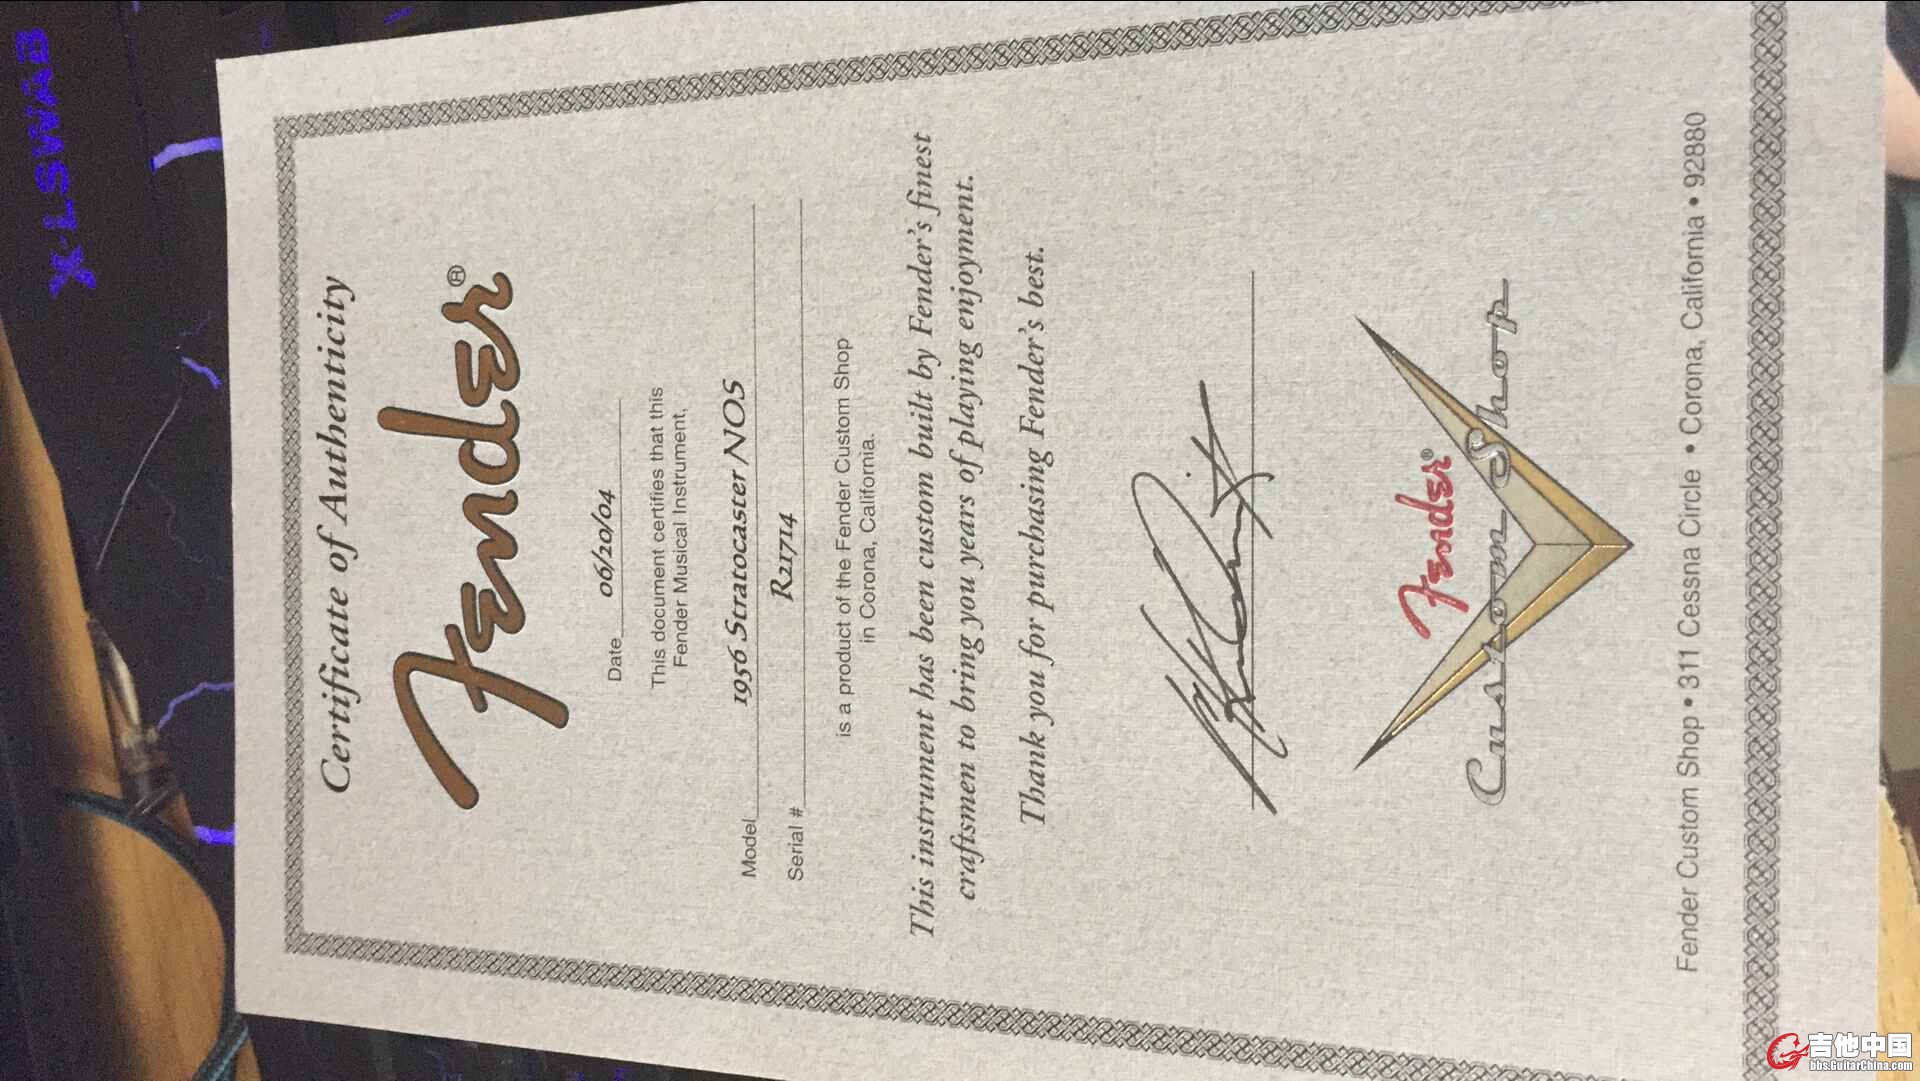 Certificate of Authenticity
Fender®
Date 06/20/04
This document certifies that this
Fender Musical Instrument,
Model 1956 Stratocaster NOS
Serial # R21714
is a product of the Fender Custom Shop
in Corona, California.
This instrument has been custom built by Fender's finest
craftsmen to bring you years of playing enjoyment.
Thank you for purchasing Fender's best.
Fender®
Custom Shop
Fender Custom Shop • 311 Cessna Circle • Corona, California • 92880
X-LSWAB
吉他中国
bbs.GuitarChina.com